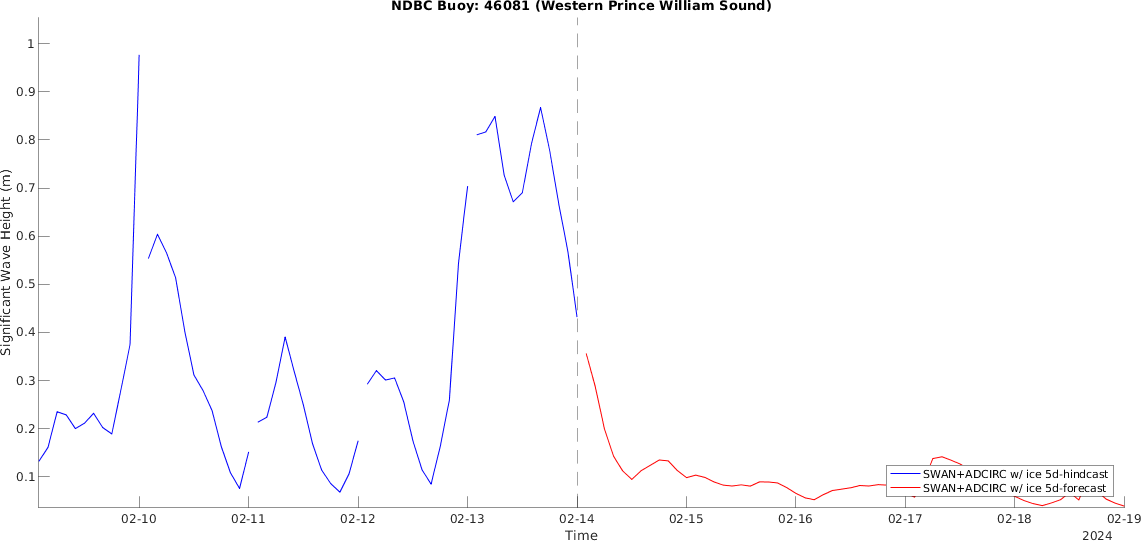 NDBC Buoy: 46081 (Western Prince William Sound)
Significant Wave Height (m)
1
0.9
0.8
0.7
0.6
0.5
0.4
0.3
0.2
0.1
SWAN+ADCIRC w/ ice 5d-hindcast
SWAN+ADCIRC w/ ice 5d-forecast
02-10 02-11 02-12 02-13 02-14 02-15 02-16 02-17 02-18 02-19
Time
2024